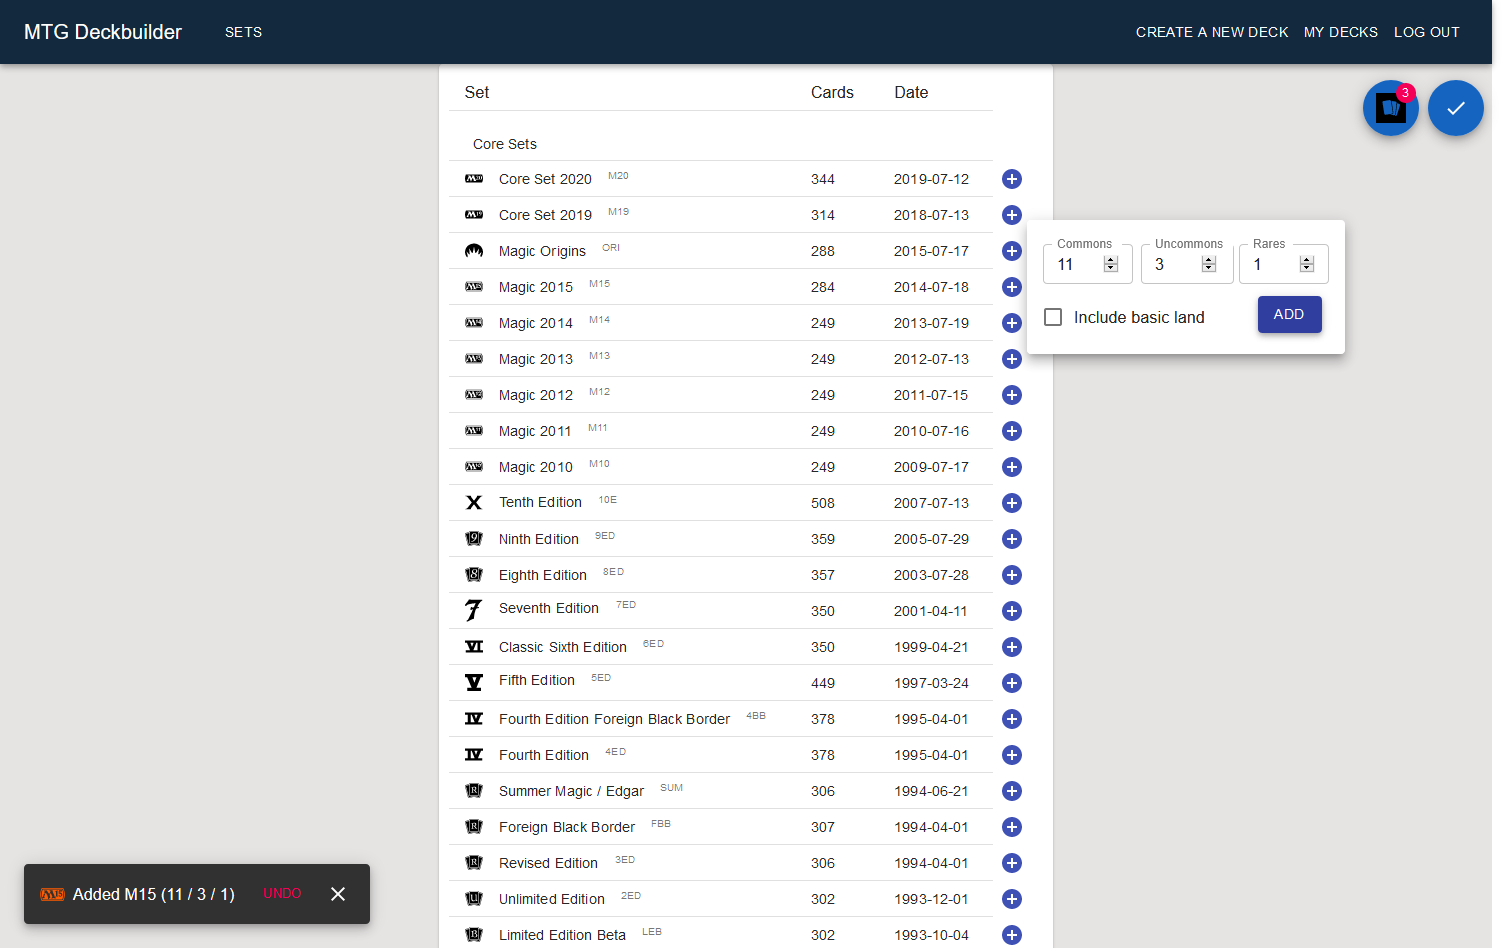 MTG Deckbuilder SETS CREATE A NEW DECK MY DECKS LOG OUT
Set Cards Date
3
Core Sets
Core Set 2020 M20 344 2019-07-12
Core Set 2019 M19 314 2018-07-13
Magic Origins ORI 288 2015-07-17
Magic 2015 M15 284 2014-07-18
Magic 2014 M14 249 2013-07-19
Magic 2013 M13 249 2012-07-13
Magic 2012 M12 249 2011-07-15
Magic 2011 M11 249 2010-07-16
Magic 2010 M10 249 2009-07-17
Tenth Edition 10E 508 2007-07-13
Ninth Edition 9ED 359 2005-07-29
Eighth Edition 8ED 357 2003-07-28
Seventh Edition 7ED 350 2001-04-11
Classic Sixth Edition 6ED 350 1999-04-21
Fifth Edition 5ED 449 1997-03-24
Fourth Edition Foreign Black Border 4BB 378 1995-04-01
Fourth Edition 4ED 378 1995-04-01
Summer Magic / Edgar SUM 306 1994-06-21
Foreign Black Border FBB 307 1994-04-01
Revised Edition 3ED 306 1994-04-01
Unlimited Edition 2ED 302 1993-12-01
Limited Edition Beta LEB 302 1993-10-04
Commons Uncommons Rares
11 3 1
Include basic land ADD
Added M15 (11 / 3 / 1) UNDO